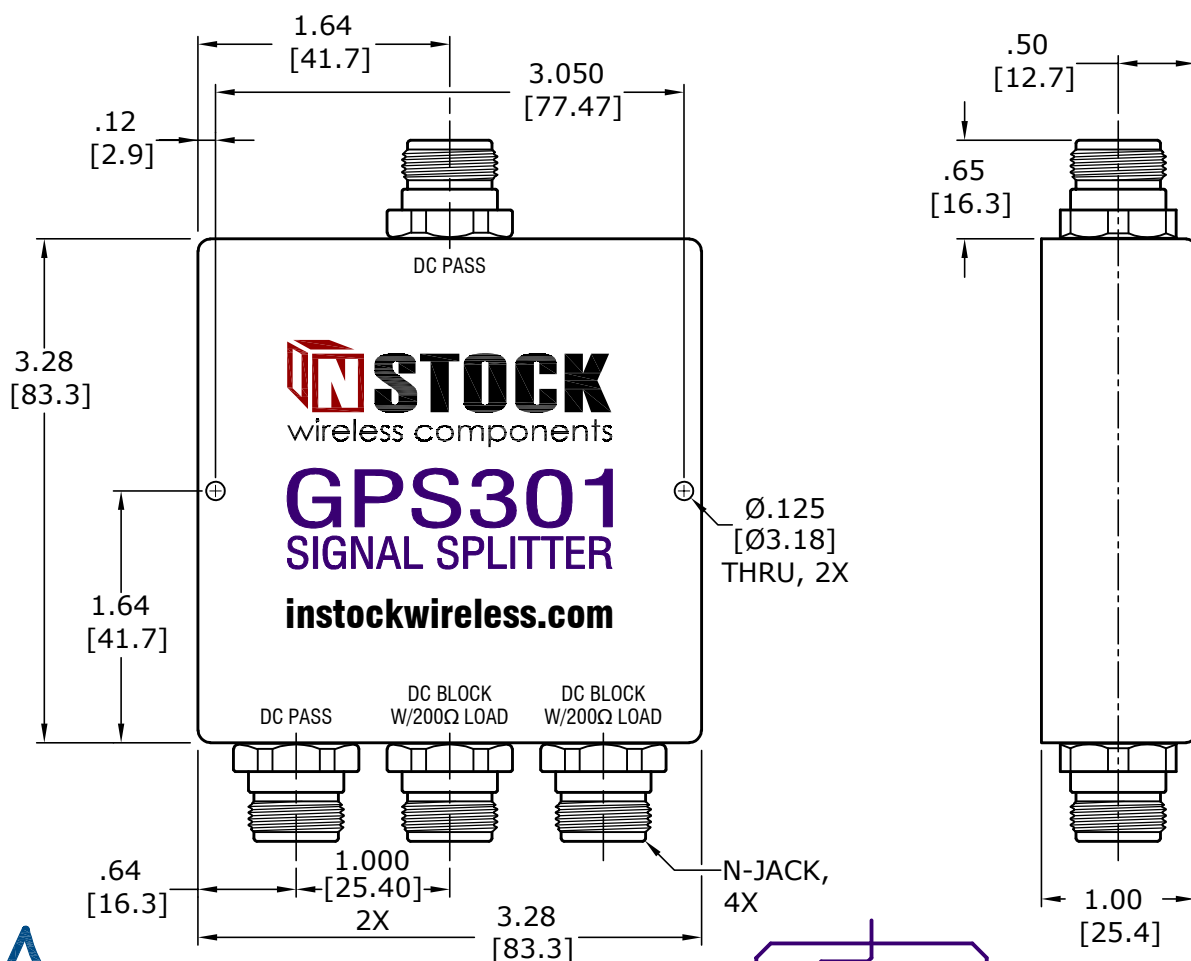 1.64
[41.7]
3.050
[77.47]
.50
[12.7]
.12
[2.9]
.65
[16.3]
DC PASS
3.28
[83.3]
IN STOCK
wireless components
GPS301
SIGNAL SPLITTER
instockwireless.com
Ø.125
[Ø3.18]
THRU, 2X
1.64
[41.7]
DC PASS
DC BLOCK
W/200Ω LOAD
DC BLOCK
W/200Ω LOAD
.64
[16.3]
1.000
[25.40]
2X
3.28
[83.3]
N-JACK,
4X
1.00
[25.4]